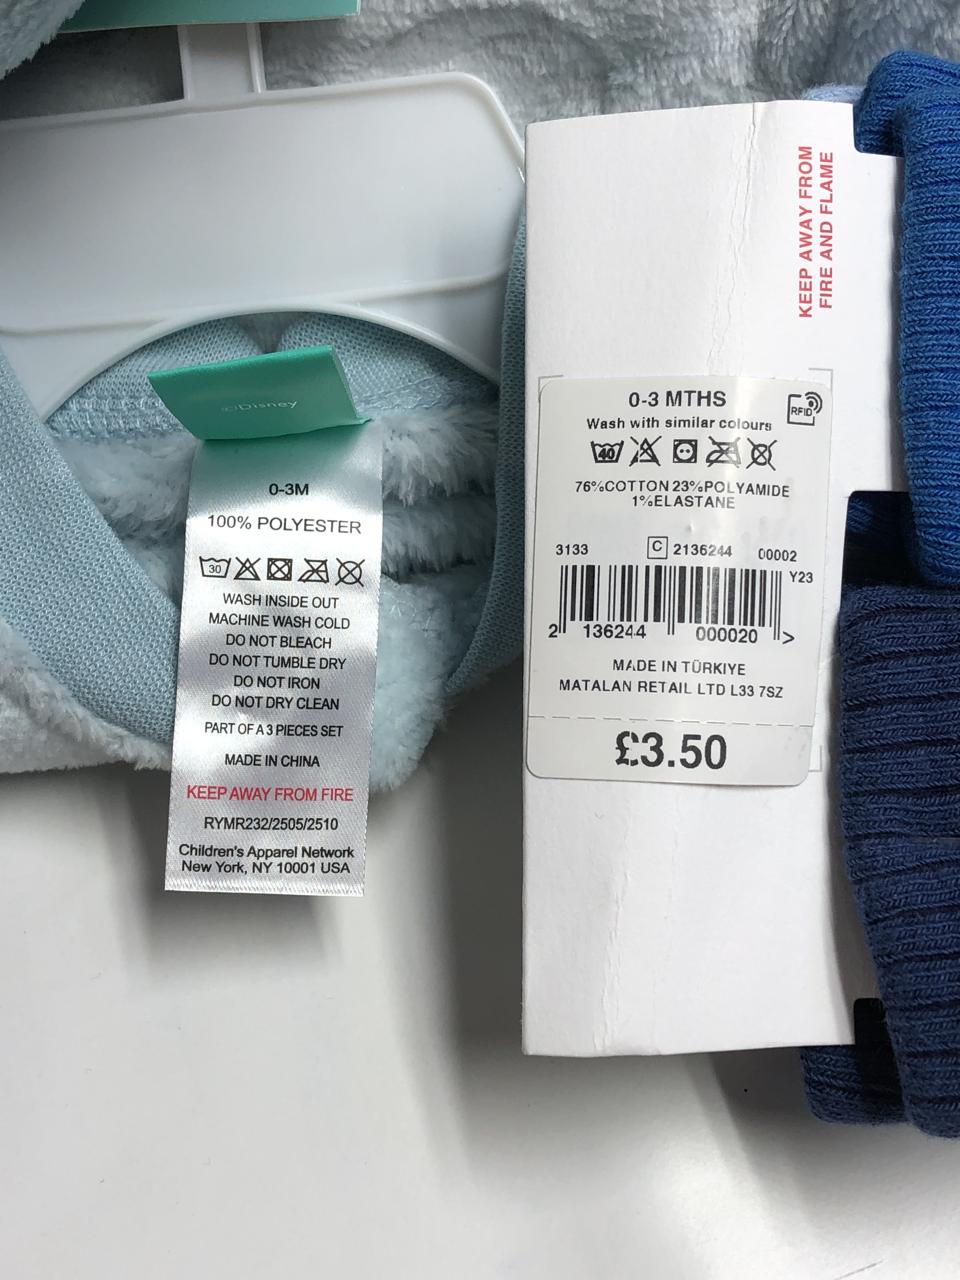 ©Disney
0-3M
100% POLYESTER
30
WASH INSIDE OUT
MACHINE WASH COLD
DO NOT BLEACH
DO NOT TUMBLE DRY
DO NOT IRON
DO NOT DRY CLEAN
PART OF A 3 PIECES SET
MADE IN CHINA
KEEP AWAY FROM FIRE
RYMR232/2505/2510
Children's Apparel Network
New York, NY 10001 USA
KEEP AWAY FROM
FIRE AND FLAME
0-3 MTHS
RFID
Wash with similar colours
40
76%COTTON 23%POLYAMIDE
1%ELASTANE
3133 C 2136244 00002
Y23
2 136244 000020 >
MADE IN TÜRKIYE
MATALAN RETAIL LTD L33 7SZ
£3.50